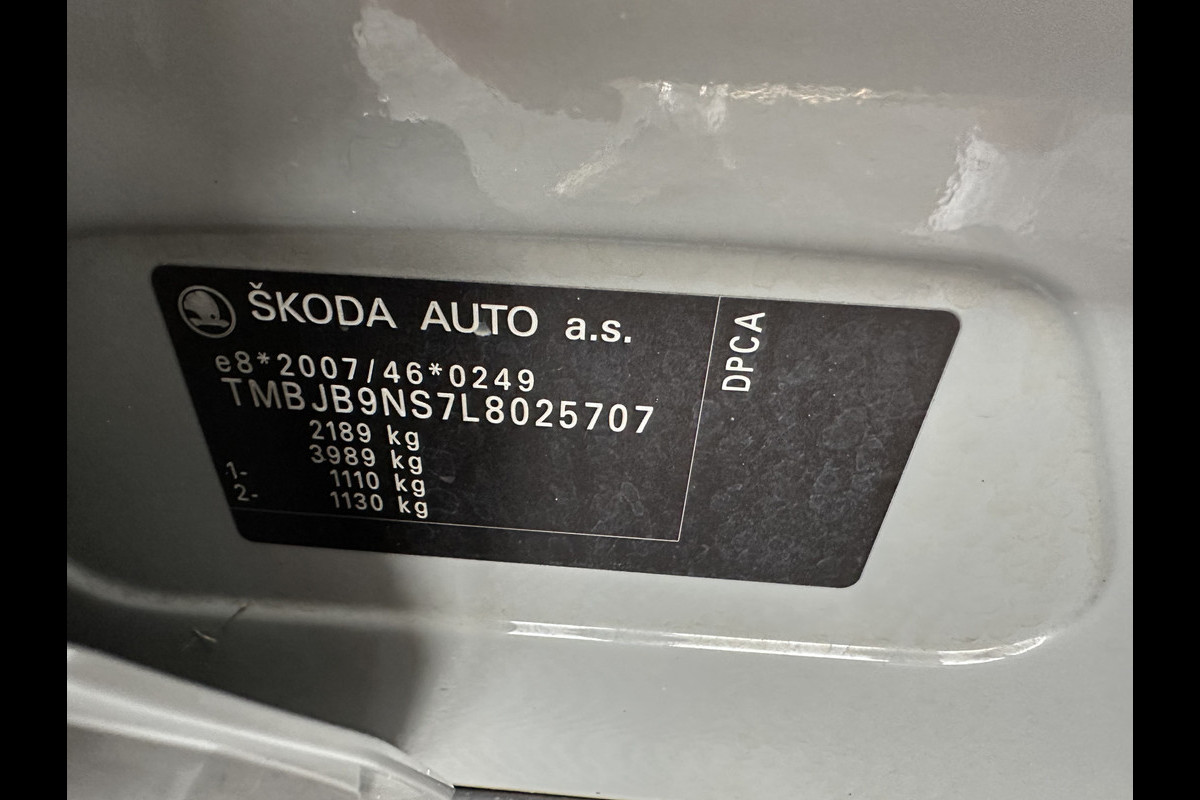 ŠKODA AUTO a.s.
e8*2007/46*0249
TMBJB9NS7L8025707
2189 kg
3989 kg
1- 1110 kg
2- 1130 kg
DPCA